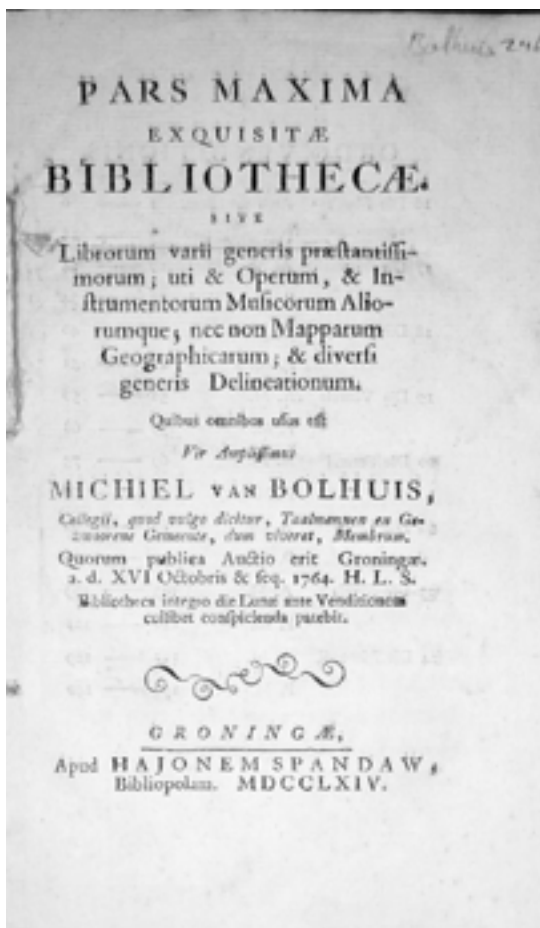 Bolhuis
PARS MAXIMA
EXQUISITÆ
BIBLIOTHECÆ.
SIVE
Librorum varii generis præstantissi-
morum; uti & Operum, & In-
strumentorum Musicorum Alio-
rumque, nec non Mapparum
Geographicarum; & diversi
generis Delineationum.
Quibus omnibus usus est
Vir Amplissimus
MICHIEL VAN BOLHUIS,
Collegii, quod vulgo dicitur, Taalmannen en Ge-
dum viveret, Membrum.
Quorum publica Auctio erit Groningæ.
a. d. XVI Octobris & seq. 1764. H. L. S.
Bibliotheca integro die Lunæ ante Venditionem
cuilibet conspicienda patebit.
GRONINGÆ,
Apud HAJONEM SPANDAW,
Bibliopolam. MDCCLXIV.